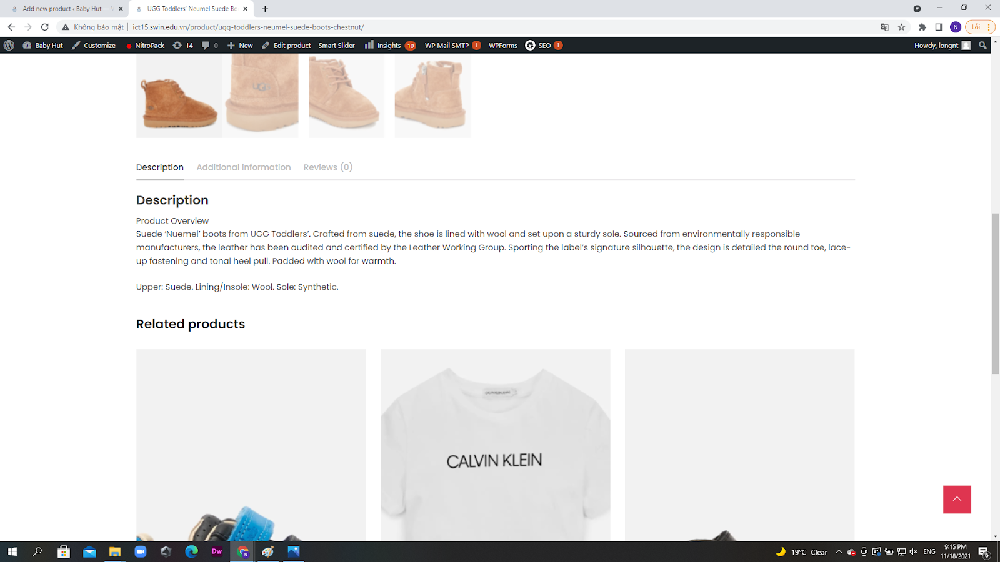 Add new product ‹ Baby Hut — W
UGG Toddlers' Neumel Suede Bo
Không bảo mật
ict15.swin.edu.vn/product/ugg-toddlers-neumel-suede-boots-chestnut/
N
Lỗi
Baby Hut
Customize
NitroPack
14
0
New
Edit product
Smart Slider
Insights 10
WP Mail SMTP !
WPForms
SEO 1
Howdy, longnt
UGG
Description
Additional information
Reviews (0)
Description
Product Overview
Suede ‘Nuemel’ boots from UGG Toddlers’. Crafted from suede, the shoe is lined with wool and set upon a sturdy sole. Sourced from environmentally responsible
manufacturers, the leather has been audited and certified by the Leather Working Group. Sporting the label’s signature silhouette, the design is detailed the round toe, lace-
up fastening and tonal heel pull. Padded with wool for warmth.
Upper: Suede. Lining/Insole: Wool. Sole: Synthetic.
Related products
CALVIN KLEIN JEANS
CALVIN KLEIN
Dw
N
19°C Clear
ENG
9:15 PM
11/18/2021
6